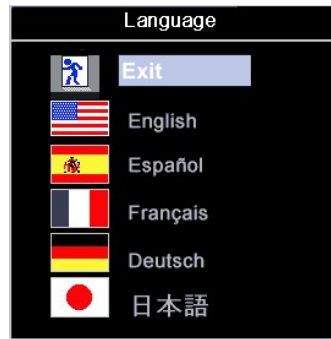 Language
Exit
English
Español
Français
Deutsch
日本語